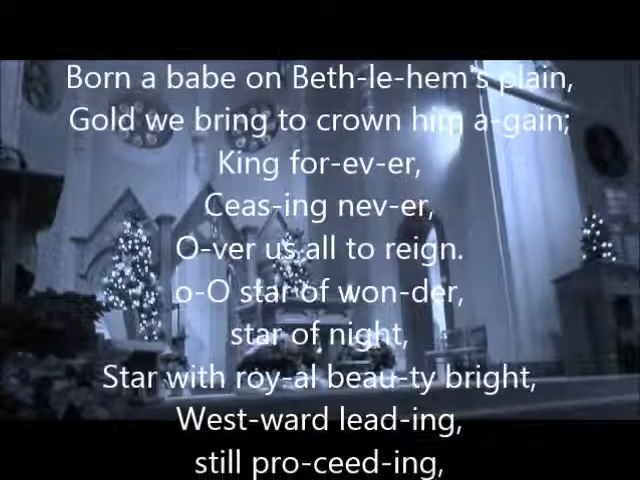 Born a babe on Beth-le-hem's plain,
Gold we bring to crown him a-gain;
King for-ev-er,
Ceas-ing nev-er,
O-ver us all to reign.
o-O star of won-der,
star of night,
Star with roy-al beau-ty bright,
West-ward lead-ing,
still pro-ceed-ing,